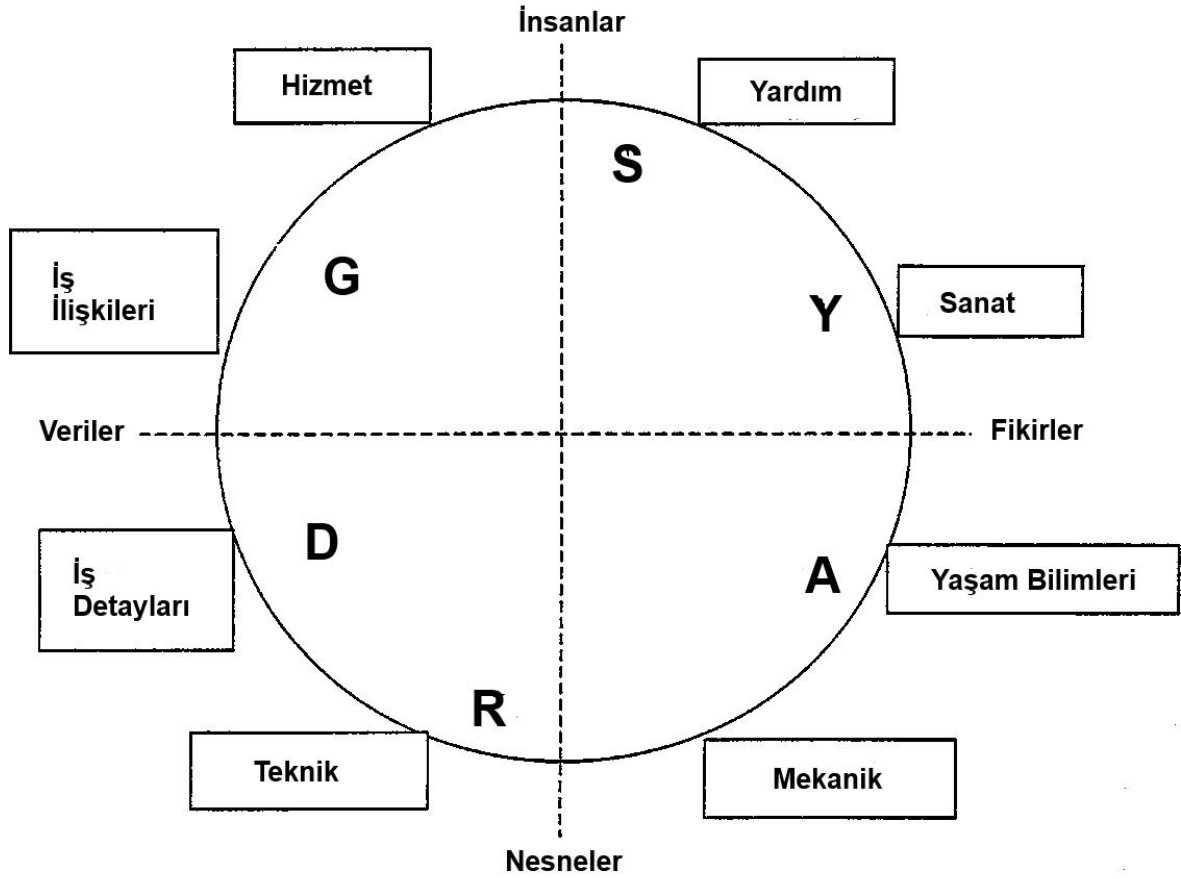 İnsanlar
Hizmet
Yardım
S
G
İş
İlişkileri
Y
Sanat
Veriler
Fikirler
D
İş
Detayları
A
Yaşam Bilimleri
R
Teknik
Mekanik
Nesneler